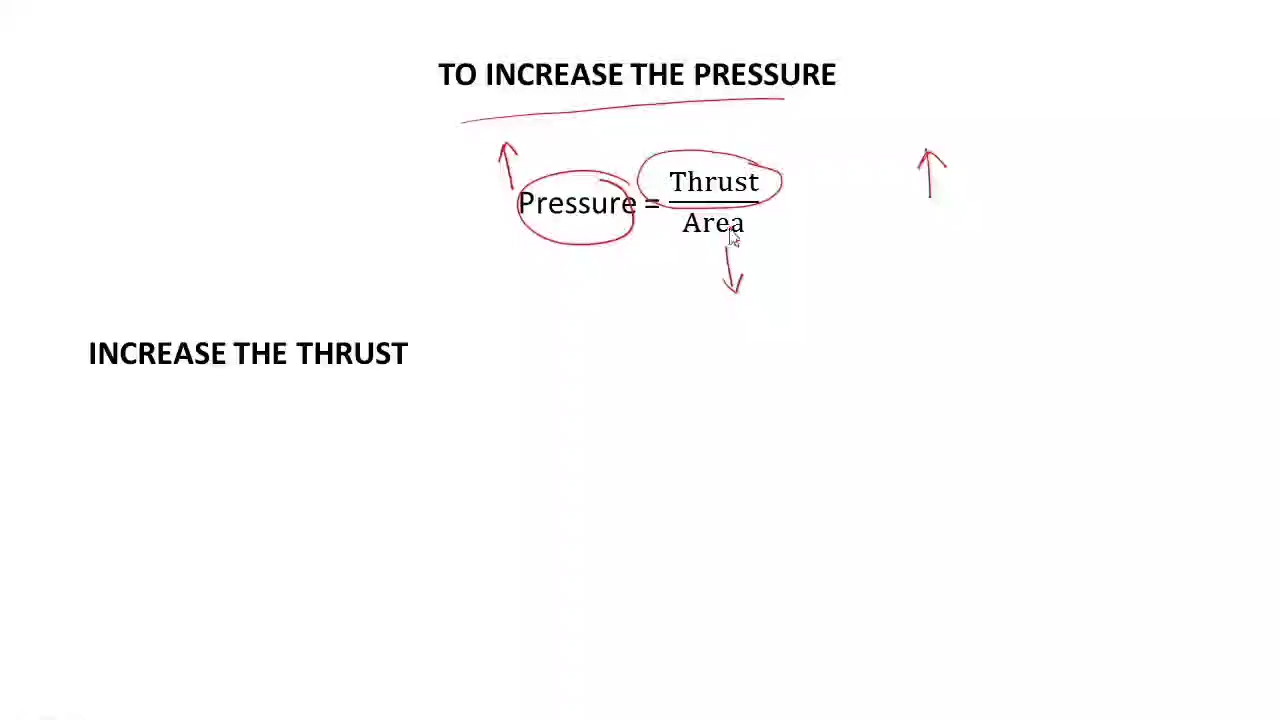 TO INCREASE THE PRESSURE
Pressure = Thrust
Area
INCREASE THE THRUST